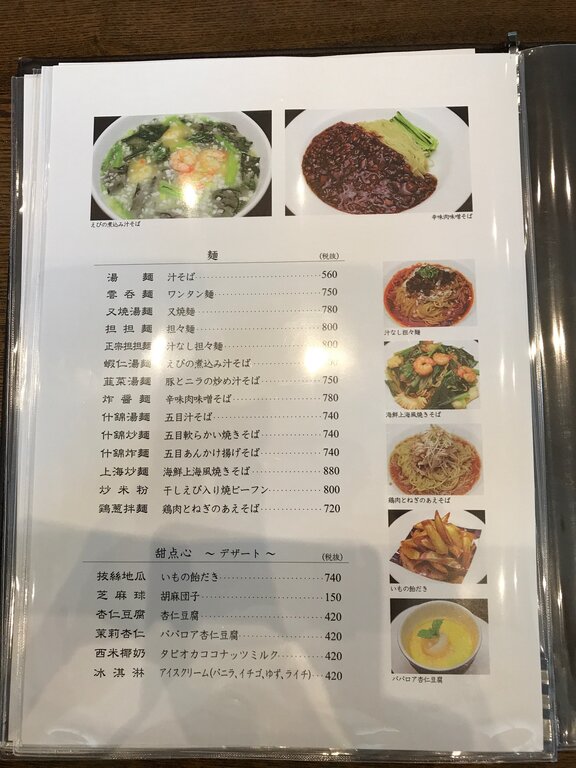 えびの煮込み汁そば
辛味肉味噌そば
麺 (税抜)
湯麺 汁そば 560
雲呑麺 ワンタン麺 750
叉焼湯麺 叉焼麺 780
担担麺 担々麺 800
正宗担担麺 汁なし担々麺 800
蝦仁湯麺 えびの煮込み汁そば
韮菜湯麺 豚とニラの炒め汁そば 750
炸醤麺 辛味肉味噌そば 780
什錦湯麺 五目汁そば 740
什錦炒麺 五目軟らかい焼きそば 740
什錦炸麺 五目あんかけ揚げそば 740
上海炒麺 海鮮上海風焼きそば 880
炒米粉 干しえび入り焼ビーフン 800
鶏葱拌麺 鶏肉とねぎのあえそば 720
汁なし担々麺
海鮮上海風焼きそば
鶏肉とねぎのあえそば
甜点心 〜デザート〜 (税抜)
抜絲地瓜 いもの飴だき 740
芝麻球 胡麻団子 150
杏仁豆腐 杏仁豆腐 420
茉莉杏仁 ババロア杏仁豆腐 420
西米椰奶 タピオカココナッツミルク 420
冰淇淋 アイスクリーム(バニラ、イチゴ、ゆず、ライチ) 420
いもの飴だき
ババロア杏仁豆腐